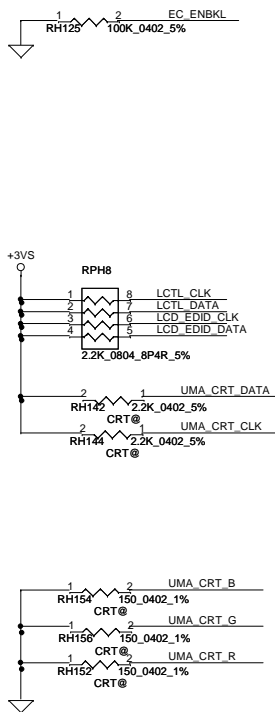 1 2 EC_ENBKL
RH125 100K_0402_5%
+3VS
RPH8
1 8 LCTL_CLK
2 7 LCTL_DATA
3 6 LCD_EDID_CLK
4 5 LCD_EDID_DATA
2.2K_0804_8P4R_5%
2 1 UMA_CRT_DATA
RH142 2.2K_0402_5%
CRT@
2 1 UMA_CRT_CLK
RH144 2.2K_0402_5%
CRT@
1 2 UMA_CRT_B
RH154 150_0402_1%
CRT@
1 2 UMA_CRT_G
RH156 150_0402_1%
CRT@
1 2 UMA_CRT_R
RH152 150_0402_1%
CRT@